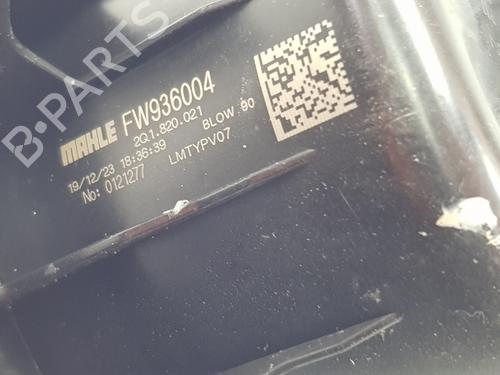 B-PARTS
MAHLE FW936004
2Q1.820.021 BLOW 90
19/12/23 18:36:39 LMTYPV07
No: 0121277